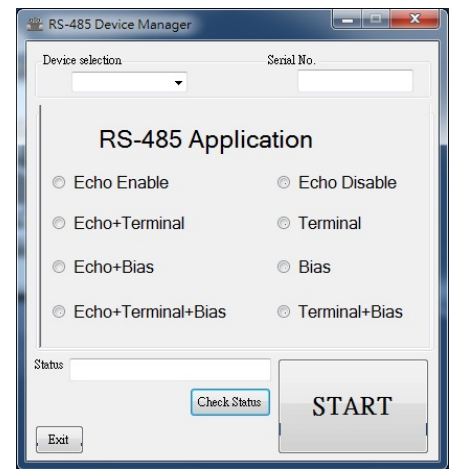 RS-485 Device Manager
Device selection Serial No.
RS-485 Application
Echo Enable Echo Disable
Echo+Terminal Terminal
Echo+Bias Bias
Echo+Terminal+Bias Terminal+Bias
Status
Check Status
START
Exit